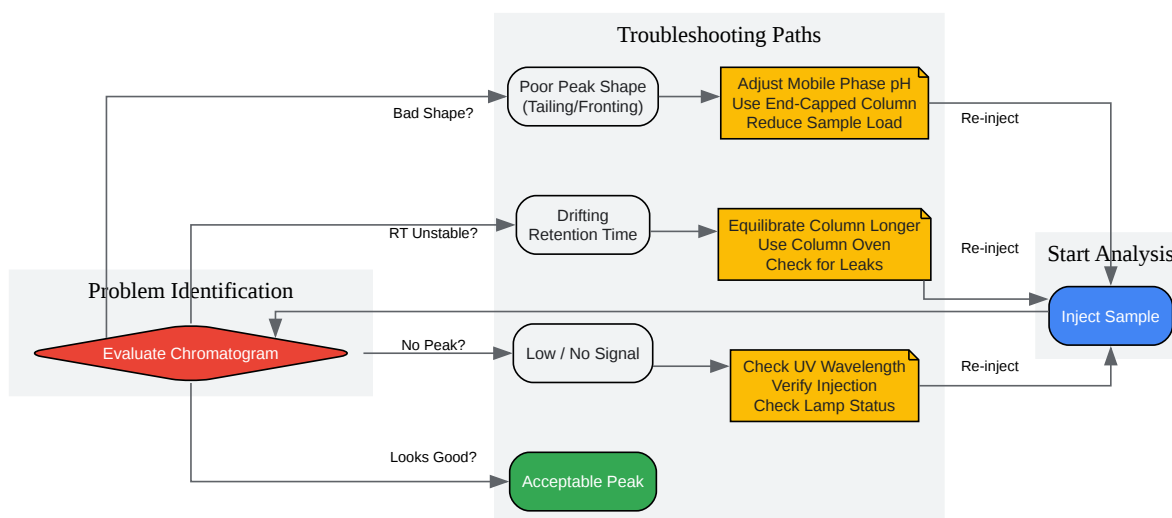 Troubleshooting Paths
Poor Peak Shape
(Tailing/Fronting)
Adjust Mobile Phase pH
Use End-Capped Column
Reduce Sample Load
Bad Shape?
Re-inject
Drifting
Retention Time
Equilibrate Column Longer
Use Column Oven
Check for Leaks
RT Unstable?
Re-inject
Start Analysis
Problem Identification
Inject Sample
Evaluate Chromatogram
No Peak?
Low / No Signal
Check UV Wavelength
Verify Injection
Check Lamp Status
Re-inject
Looks Good?
Acceptable Peak